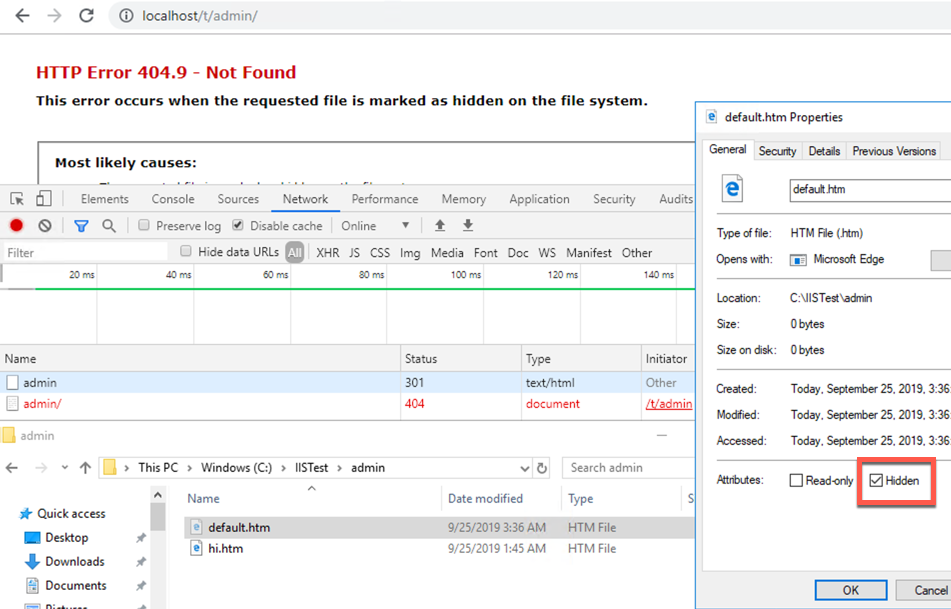 localhost/t/admin/
HTTP Error 404.9 - Not Found
This error occurs when the requested file is marked as hidden on the file system.
Most likely causes:
Elements Console Sources Network Performance Memory Application Security Audits
Preserve log Disable cache Online
Filter Hide data URLs All XHR JS CSS Img Media Font Doc WS Manifest Other
20 ms 40 ms 60 ms 80 ms 100 ms 120 ms 140 ms
Name Status Type Initiator
admin 301 text/html Other
admin/ 404 document /t/admin
admin
This PC › Windows (C:) › IISTest › admin Search admin
Name Date modified Type S
Quick access
Desktop
Downloads
Documents
Pictures
default.htm 9/25/2019 3:36 AM HTM File
hi.htm 9/25/2019 1:45 AM HTM File
default.htm Properties
General Security Details Previous Versions
default.htm
Type of file: HTM File (.htm)
Opens with: Microsoft Edge
Location: C:\IISTest\admin
Size: 0 bytes
Size on disk: 0 bytes
Created: Today, September 25, 2019, 3:36
Modified: Today, September 25, 2019, 3:36
Accessed: Today, September 25, 2019, 3:36
Attributes: Read-only Hidden
OK Cancel